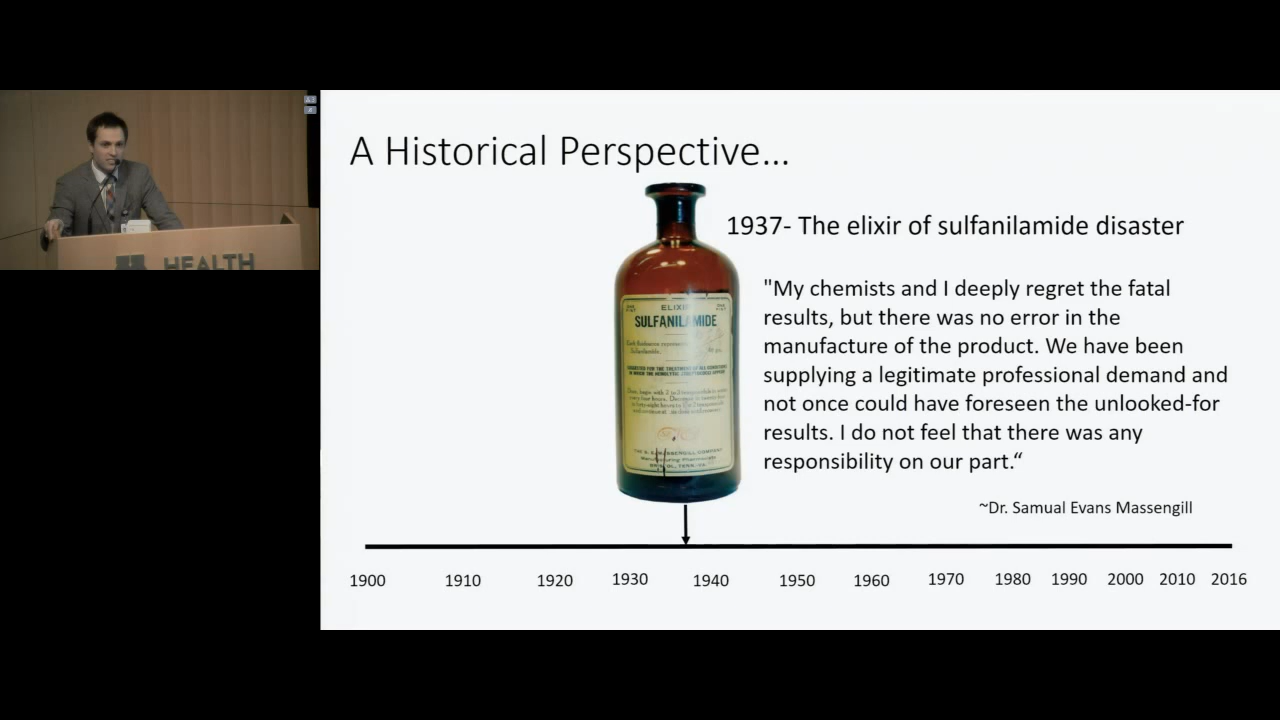 A Historical Perspective...
1937- The elixir of sulfanilamide disaster
"My chemists and I deeply regret the fatal
results, but there was no error in the
manufacture of the product. We have been
supplying a legitimate professional demand and
not once could have foreseen the unlooked-for
results. I do not feel that there was any
responsibility on our part.“
~Dr. Samual Evans Massengill
ELIXIR
SULFANILAMIDE
1900 1910 1920 1930 1940 1950 1960 1970 1980 1990 2000 2010 2016
HEALTH